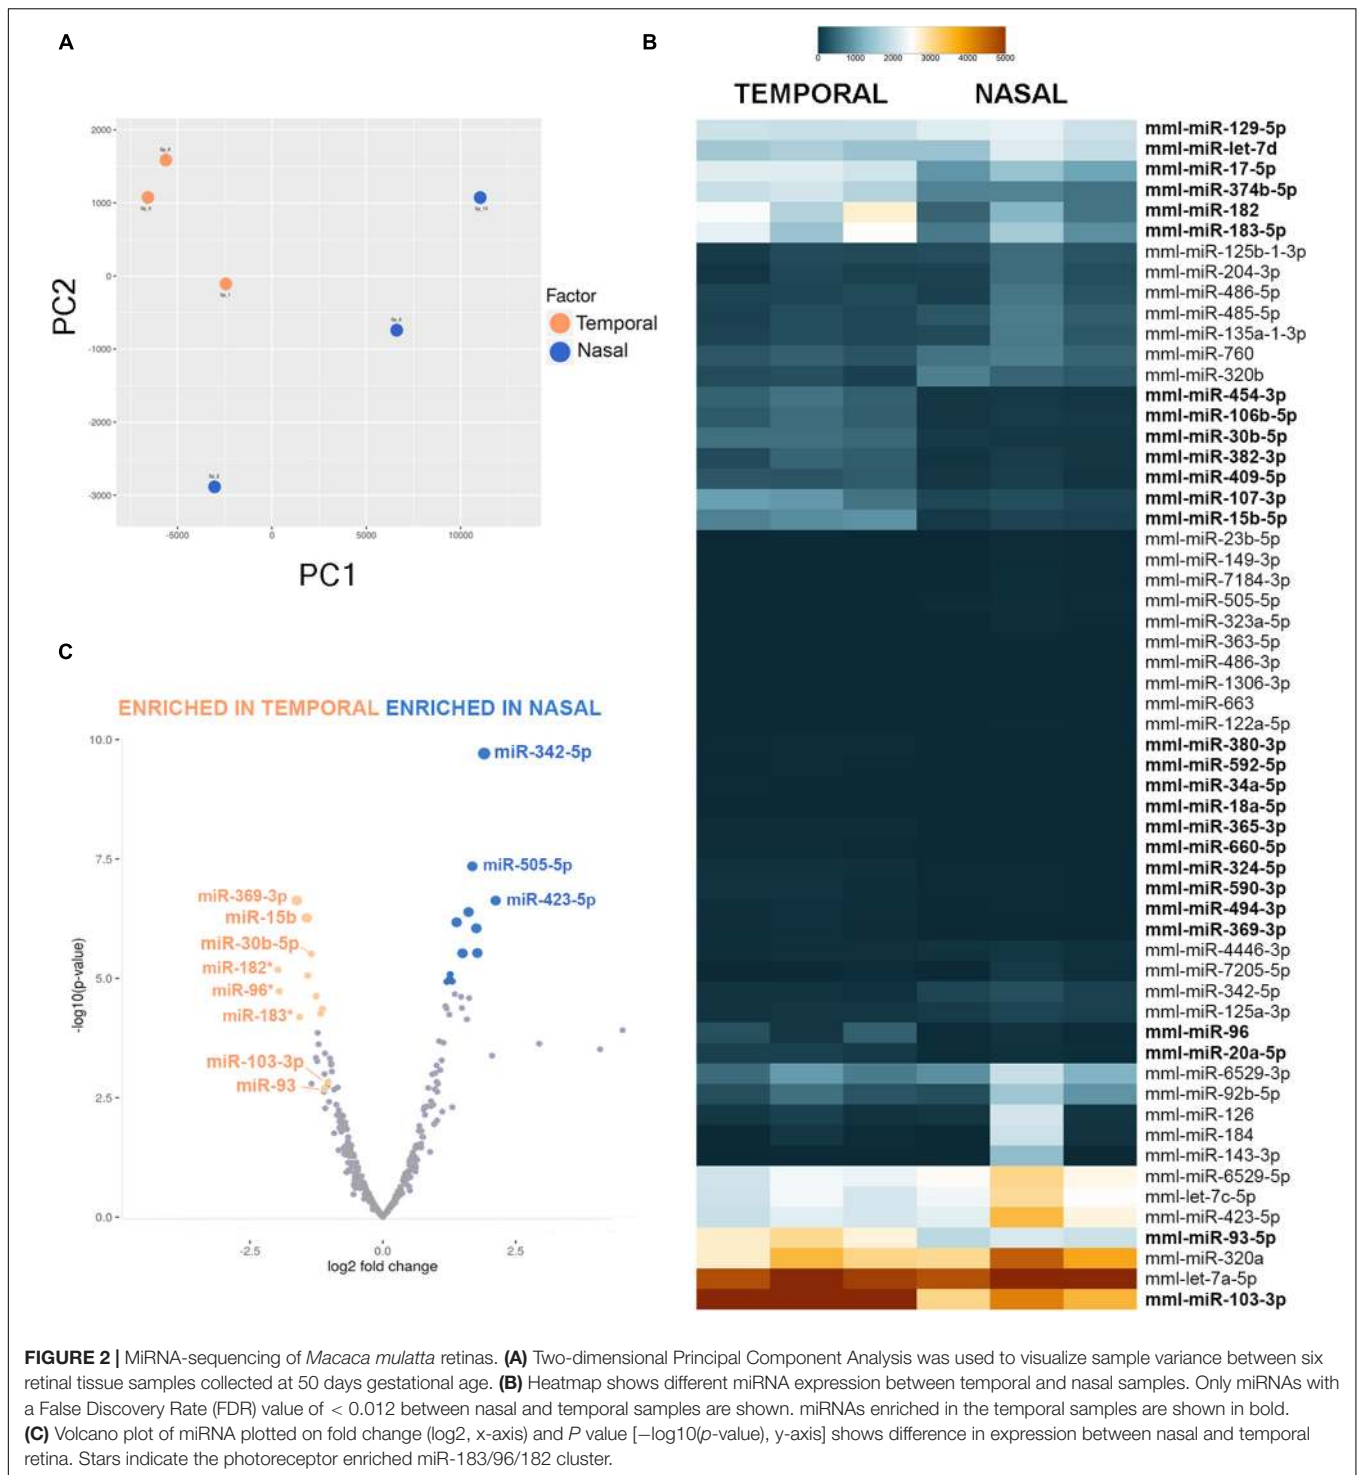 A
2000
1000
0
-1000
-2000
-3000
PC2
-5000
0
5000
10000
PC1
Factor
Temporal
Nasal
B
0
1000
2000
3000
4000
5000
TEMPORAL
NASAL
mml-miR-129-5p
mml-miR-let-7d
mml-miR-17-5p
mml-miR-374b-5p
mml-miR-182
mml-miR-183-5p
mml-miR-125b-1-3p
mml-miR-204-3p
mml-miR-486-5p
mml-miR-485-5p
mml-miR-135a-1-3p
mml-miR-760
mml-miR-320b
mml-miR-454-3p
mml-miR-106b-5p
mml-miR-30b-5p
mml-miR-382-3p
mml-miR-409-5p
mml-miR-107-3p
mml-miR-15b-5p
mml-miR-23b-5p
mml-miR-149-3p
mml-miR-7184-3p
mml-miR-505-5p
mml-miR-323a-5p
mml-miR-363-5p
mml-miR-486-3p
mml-miR-1306-3p
mml-miR-663
mml-miR-122a-5p
mml-miR-380-3p
mml-miR-592-5p
mml-miR-34a-5p
mml-miR-18a-5p
mml-miR-365-3p
mml-miR-660-5p
mml-miR-324-5p
mml-miR-590-3p
mml-miR-494-3p
mml-miR-369-3p
mml-miR-4446-3p
mml-miR-7205-5p
mml-miR-342-5p
mml-miR-125a-3p
mml-miR-96
mml-miR-20a-5p
mml-miR-6529-3p
mml-miR-92b-5p
mml-miR-126
mml-miR-184
mml-miR-143-3p
mml-miR-6529-5p
mml-let-7c-5p
mml-miR-423-5p
mml-miR-93-5p
mml-miR-320a
mml-let-7a-5p
mml-miR-103-3p
C
ENRICHED IN TEMPORAL ENRICHED IN NASAL
10.0
7.5
5.0
2.5
0.0
-log10(p-value)
miR-342-5p
miR-505-5p
miR-423-5p
miR-369-3p
miR-15b
miR-30b-5p
miR-182*
miR-96*
miR-183*
miR-103-3p
miR-93
-2.5
0.0
2.5
log2 fold change
FIGURE 2 | MiRNA-sequencing of Macaca mulatta retinas. (A) Two-dimensional Principal Component Analysis was used to visualize sample variance between six
retinal tissue samples collected at 50 days gestational age. (B) Heatmap shows different miRNA expression between temporal and nasal samples. Only miRNAs with
a False Discovery Rate (FDR) value of < 0.012 between nasal and temporal samples are shown. miRNAs enriched in the temporal samples are shown in bold.
(C) Volcano plot of miRNA plotted on fold change (log2, x-axis) and P value [−log10(p-value), y-axis] shows difference in expression between nasal and temporal
retina. Stars indicate the photoreceptor enriched miR-183/96/182 cluster.